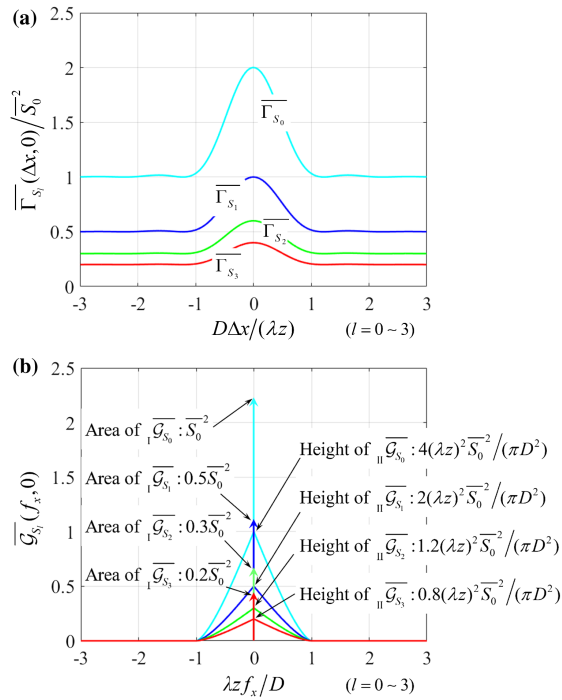 (a)
2.5
2
1.5
1
0.5
0
-3 -2 -1 0 1 2 3
$\overline{\Gamma_{S_l}}(\Delta x,0)/\overline{S_0}^2$
$\overline{\Gamma_{S_0}}$
$\overline{\Gamma_{S_1}}$
$\overline{\Gamma_{S_2}}$
$\overline{\Gamma_{S_3}}$
DΔx/(λz) (l = 0 ~ 3)
(b)
2.5
2
1.5
1
0.5
0
-3 -2 -1 0 1 2 3
$\overline{\mathcal{G}_{S_l}}(f_x,0)$
Area of $_{\mathrm{I}}\overline{\mathcal{G}_{S_0}}:\overline{S_0}^2$
Area of $_{\mathrm{I}}\overline{\mathcal{G}_{S_1}}:0.5\overline{S_0}^2$
Area of $_{\mathrm{I}}\overline{\mathcal{G}_{S_2}}:0.3\overline{S_0}^2$
Area of $_{\mathrm{I}}\overline{\mathcal{G}_{S_3}}:0.2\overline{S_0}^2$
Height of $_{\mathrm{II}}\overline{\mathcal{G}_{S_0}}:4(\lambda z)^2\overline{S_0}^2/(\pi D^2)$
Height of $_{\mathrm{II}}\overline{\mathcal{G}_{S_1}}:2(\lambda z)^2\overline{S_0}^2/(\pi D^2)$
Height of $_{\mathrm{II}}\overline{\mathcal{G}_{S_2}}:1.2(\lambda z)^2\overline{S_0}^2/(\pi D^2)$
Height of $_{\mathrm{II}}\overline{\mathcal{G}_{S_3}}:0.8(\lambda z)^2\overline{S_0}^2/(\pi D^2)$
$\lambda z f_x/D$ (l = 0 ~ 3)